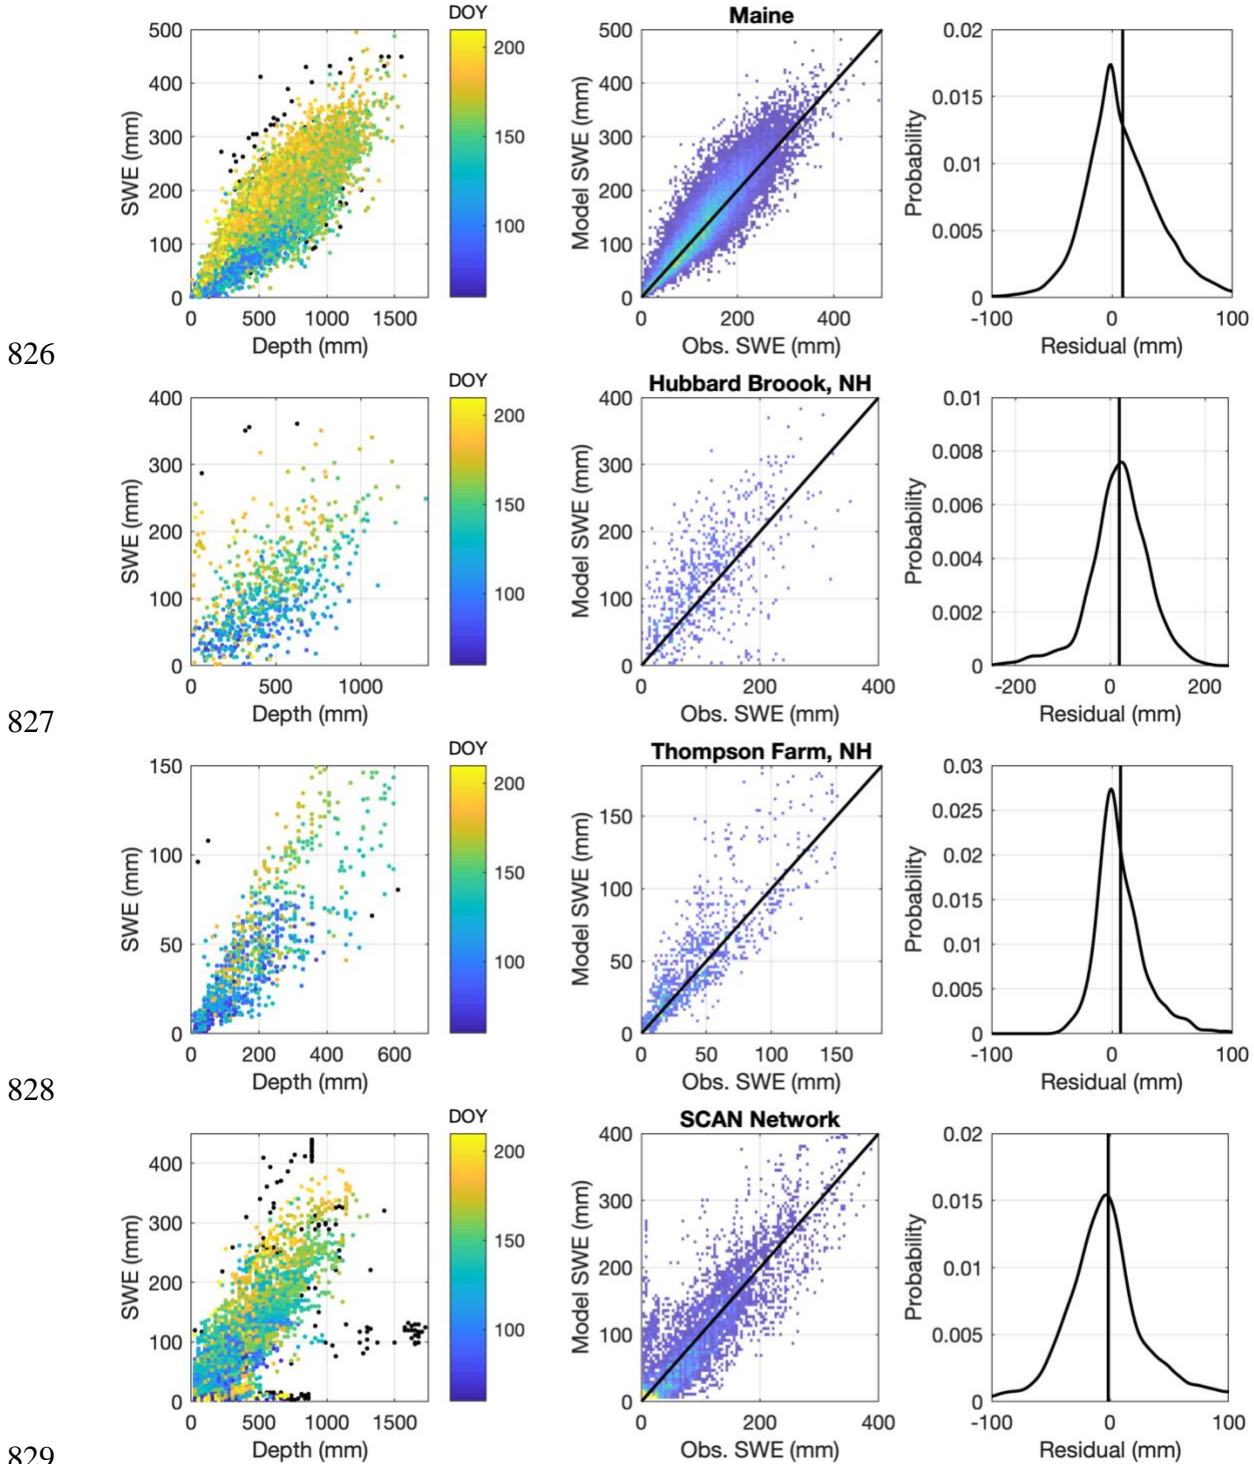 DOY Maine
500 200 500 0.02
400 400 0.015
300 150 300 0.01
200 200
100 100 100 0.005
0 0 0
SWE (mm) Model SWE (mm) Probability
0 500 1000 1500 0 200 400 -100 0 100
826 Depth (mm) Obs. SWE (mm) Residual (mm)
DOY Hubbard Broook, NH
400 200 400 0.01
300 300 0.008
150 0.006
200 200 0.004
100 100 100 0.002
0 0 0
SWE (mm) Model SWE (mm) Probability
0 500 1000 0 200 400 -200 0 200
827 Depth (mm) Obs. SWE (mm) Residual (mm)
DOY Thompson Farm, NH
150 200 150 0.03
0.025
100 150 100 0.02
0.015
50 100 50 0.01
0.005
0 0 0
SWE (mm) Model SWE (mm) Probability
0 200 400 600 0 50 100 150 -100 0 100
828 Depth (mm) Obs. SWE (mm) Residual (mm)
DOY SCAN Network
400 200 400 0.02
300 300 0.015
200 150 200 0.01
100 100 100 0.005
0 0 0
SWE (mm) Model SWE (mm) Probability
0 500 1000 1500 0 200 400 -100 0 100
829 Depth (mm) Obs. SWE (mm) Residual (mm)